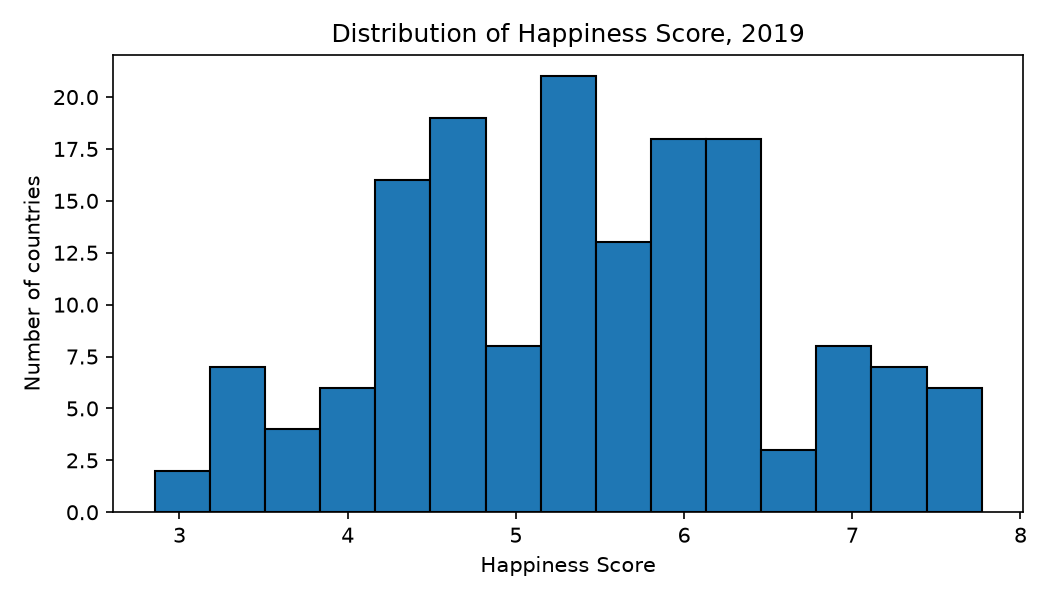 Distribution of Happiness Score, 2019
Number of countries
20.0
17.5
15.0
12.5
10.0
7.5
5.0
2.5
0.0
3 4 5 6 7 8
Happiness Score